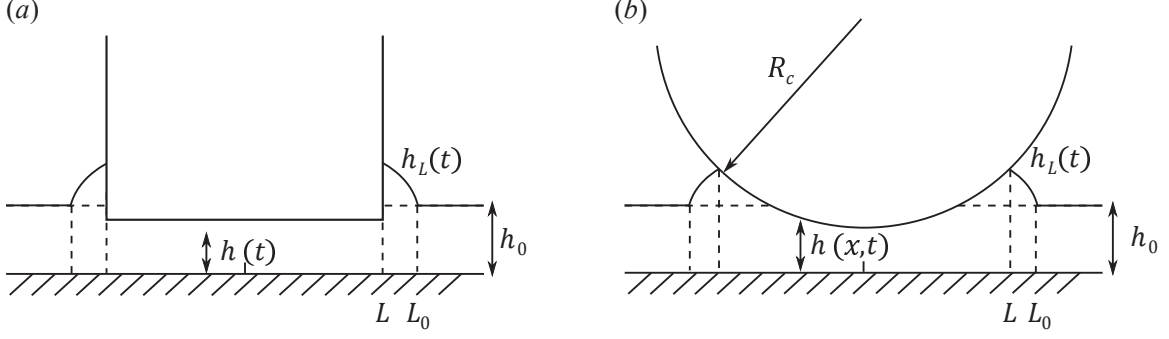 (a)
h_L(t)
h (t)
h_0
L L_0
(b)
R_c
h_L(t)
h (x,t)
h_0
L L_0